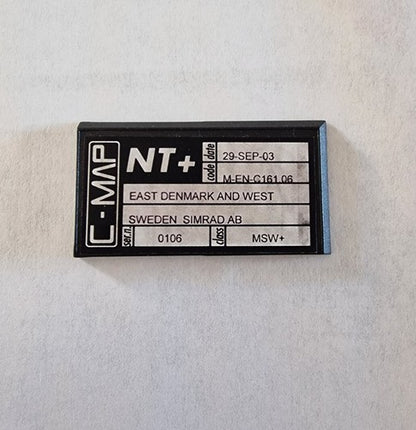 C-MAP
NT+
date 29-SEP-03
code M-EN-C161.06
EAST DENMARK AND WEST
SWEDEN SIMRAD AB
ser.n. 0106 class MSW+